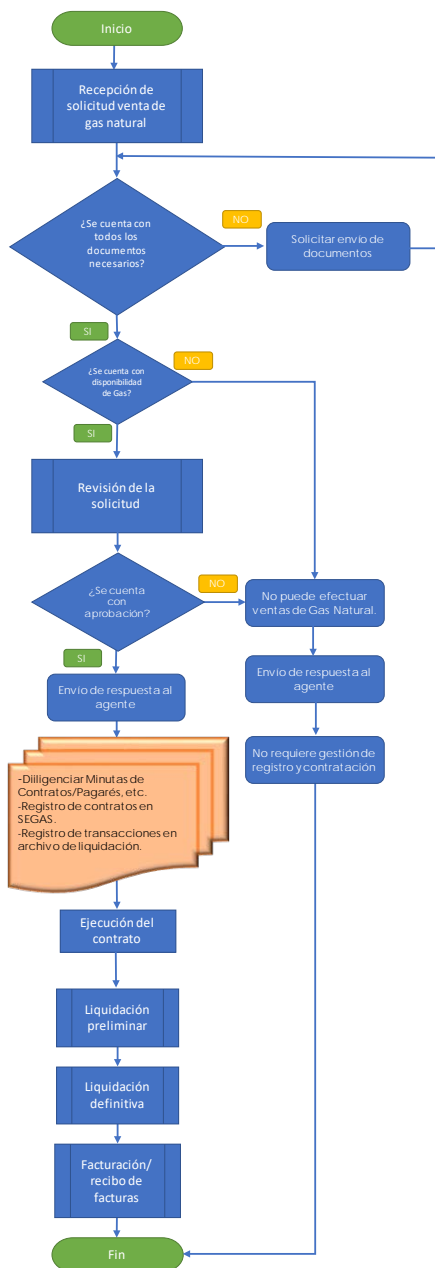 Inicio
Recepción de
solicitud venta de
gas natural
¿Se cuenta con
todos los
documentos
necesarios?
NO
Solicitar envío de
documentos
SI
NO
¿Se cuenta con
disponibilidad
de Gas?
SI
Revisión de la
solicitud
¿Se cuenta
con
aprobación?
NO
No puede efectuar
ventas de Gas Natural.
SI
Envío de respuesta al
agente
Envío de respuesta al
agente
No requiere gestión de
registro y contratación
-Diiligenciar Minutas de
Contratos/Pagarés, etc.
-Registro de contratos en
SEGAS.
-Registro de transacciones en
archivo de liquidación.
Ejecución del
contrato
Liquidación
preliminar
Liquidación
definitiva
Facturación/
recibo de
facturas
Fin